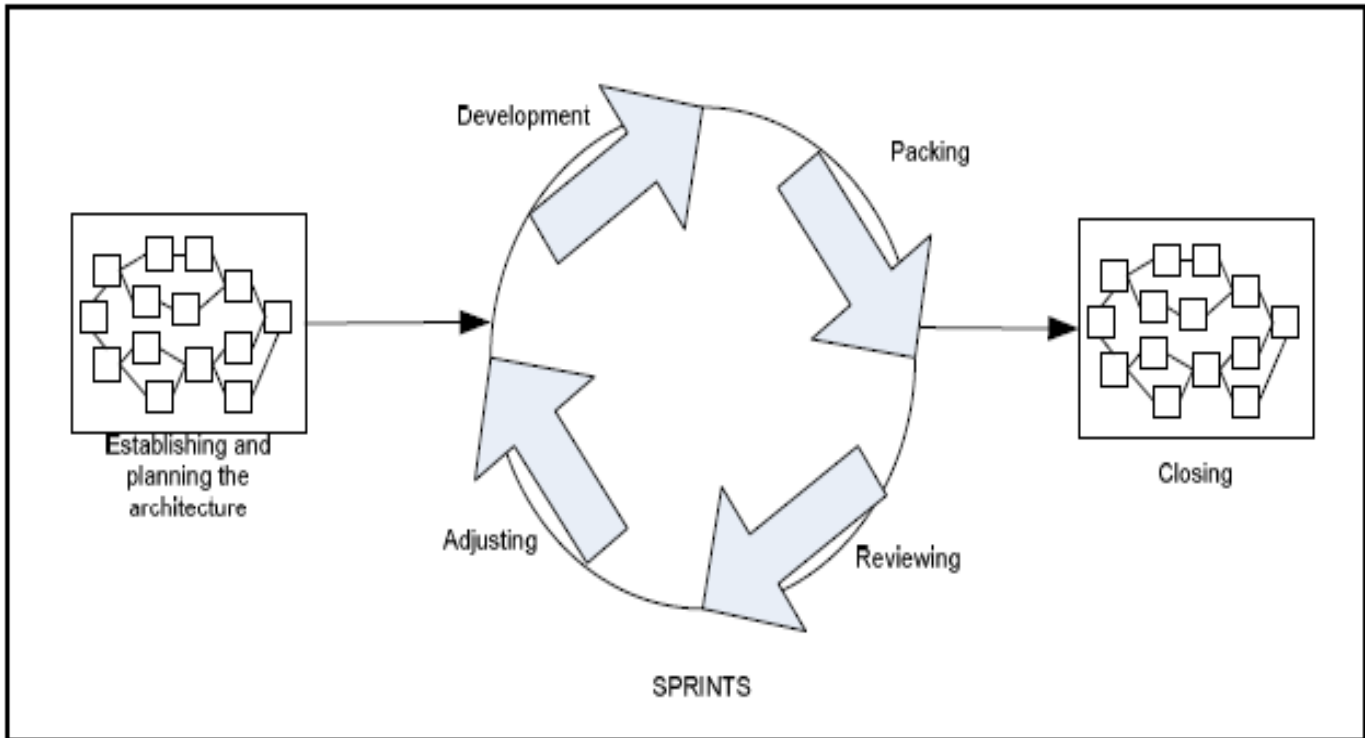 Development
Packing
Establishing and
planning the
architecture
Closing
Adjusting
Reviewing
SPRINTS